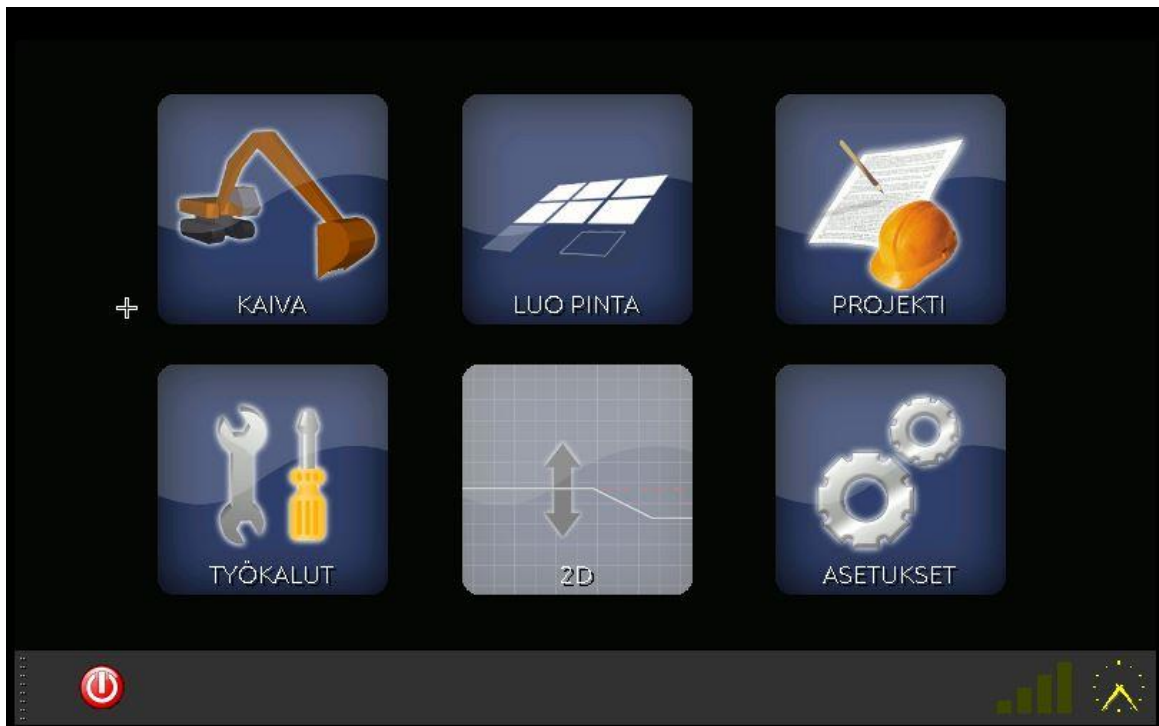 KAIVA
LUO PINTA
PROJEKTI
TYÖKALUT
2D
ASETUKSET